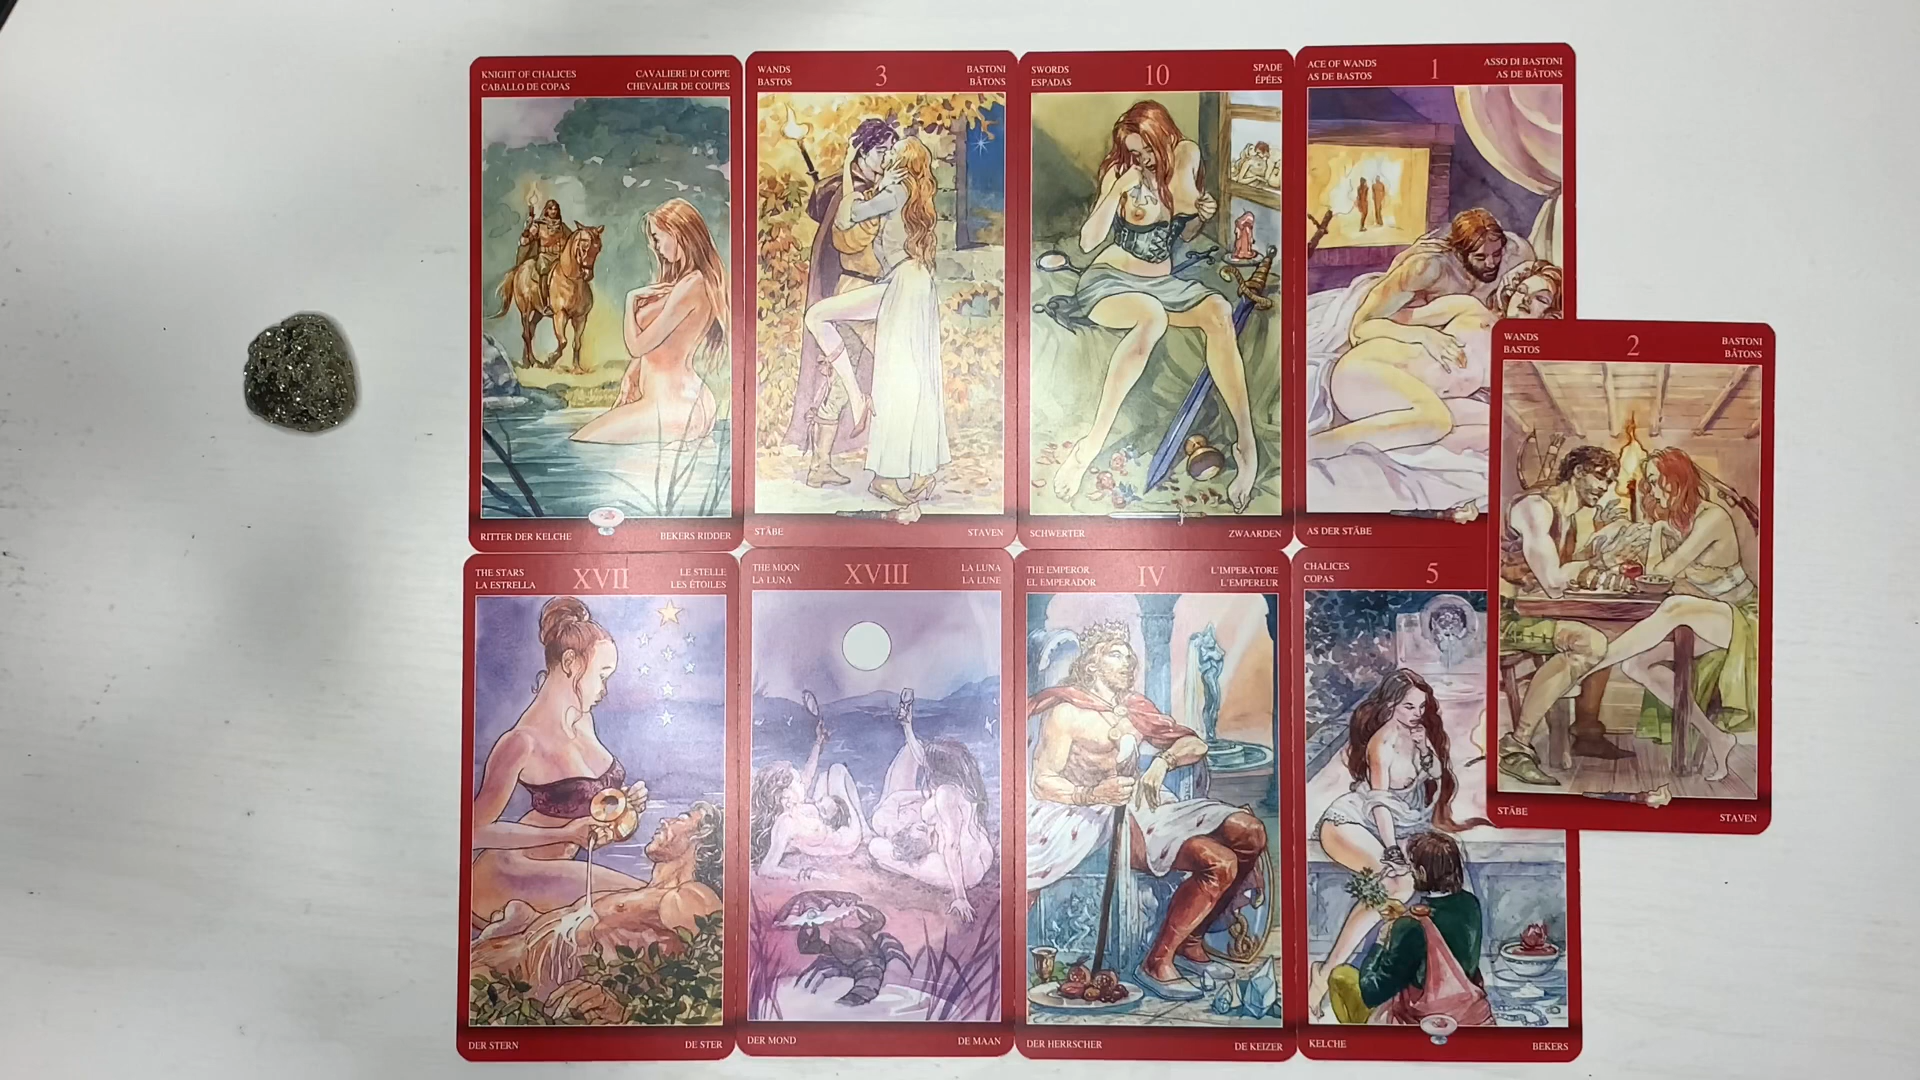 KNIGHT OF CHALICES
CABALLO DE COPAS
CAVALIERE DI COPPE
CHEVALIER DE COUPES
RITTER DER KELCHE
BEKERS RIDDER
WANDS
BASTOS
3
BASTONI
BÂTONS
STÄBE
STAVEN
SWORDS
ESPADAS
10
SPADE
ÉPÉES
SCHWERTER
ZWAARDEN
ACE OF WANDS
AS DE BASTOS
1
ASSO DI BASTONI
AS DE BÂTONS
AS DER STÄBE
WANDS
BASTOS
2
BASTONI
BÂTONS
STÄBE
STAVEN
THE STARS
LA ESTRELLA
XVII
LE STELLE
LES ÉTOILES
DER STERN
DE STER
THE MOON
LA LUNA
XVIII
LA LUNA
LA LUNE
DER MOND
DE MAAN
THE EMPEROR
EL EMPERADOR
IV
L'IMPERATORE
L'EMPEREUR
DER HERRSCHER
DE KEIZER
CHALICES
COPAS
5
KELCHE
BEKERS